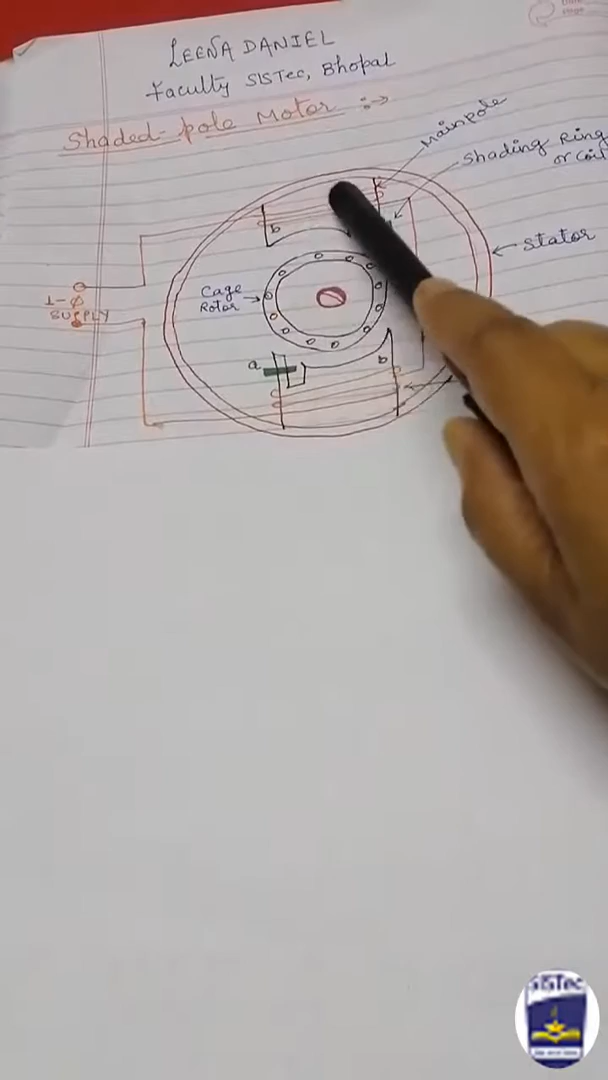 LEENA DANIEL
Faculty SISTec, Bhopal
Shaded-pole Motor :->
Main pole
Shading Ring
or Coil
b
Stator
Cage
Rotor
1-Φ
SUPPLY
a
b
SISTec